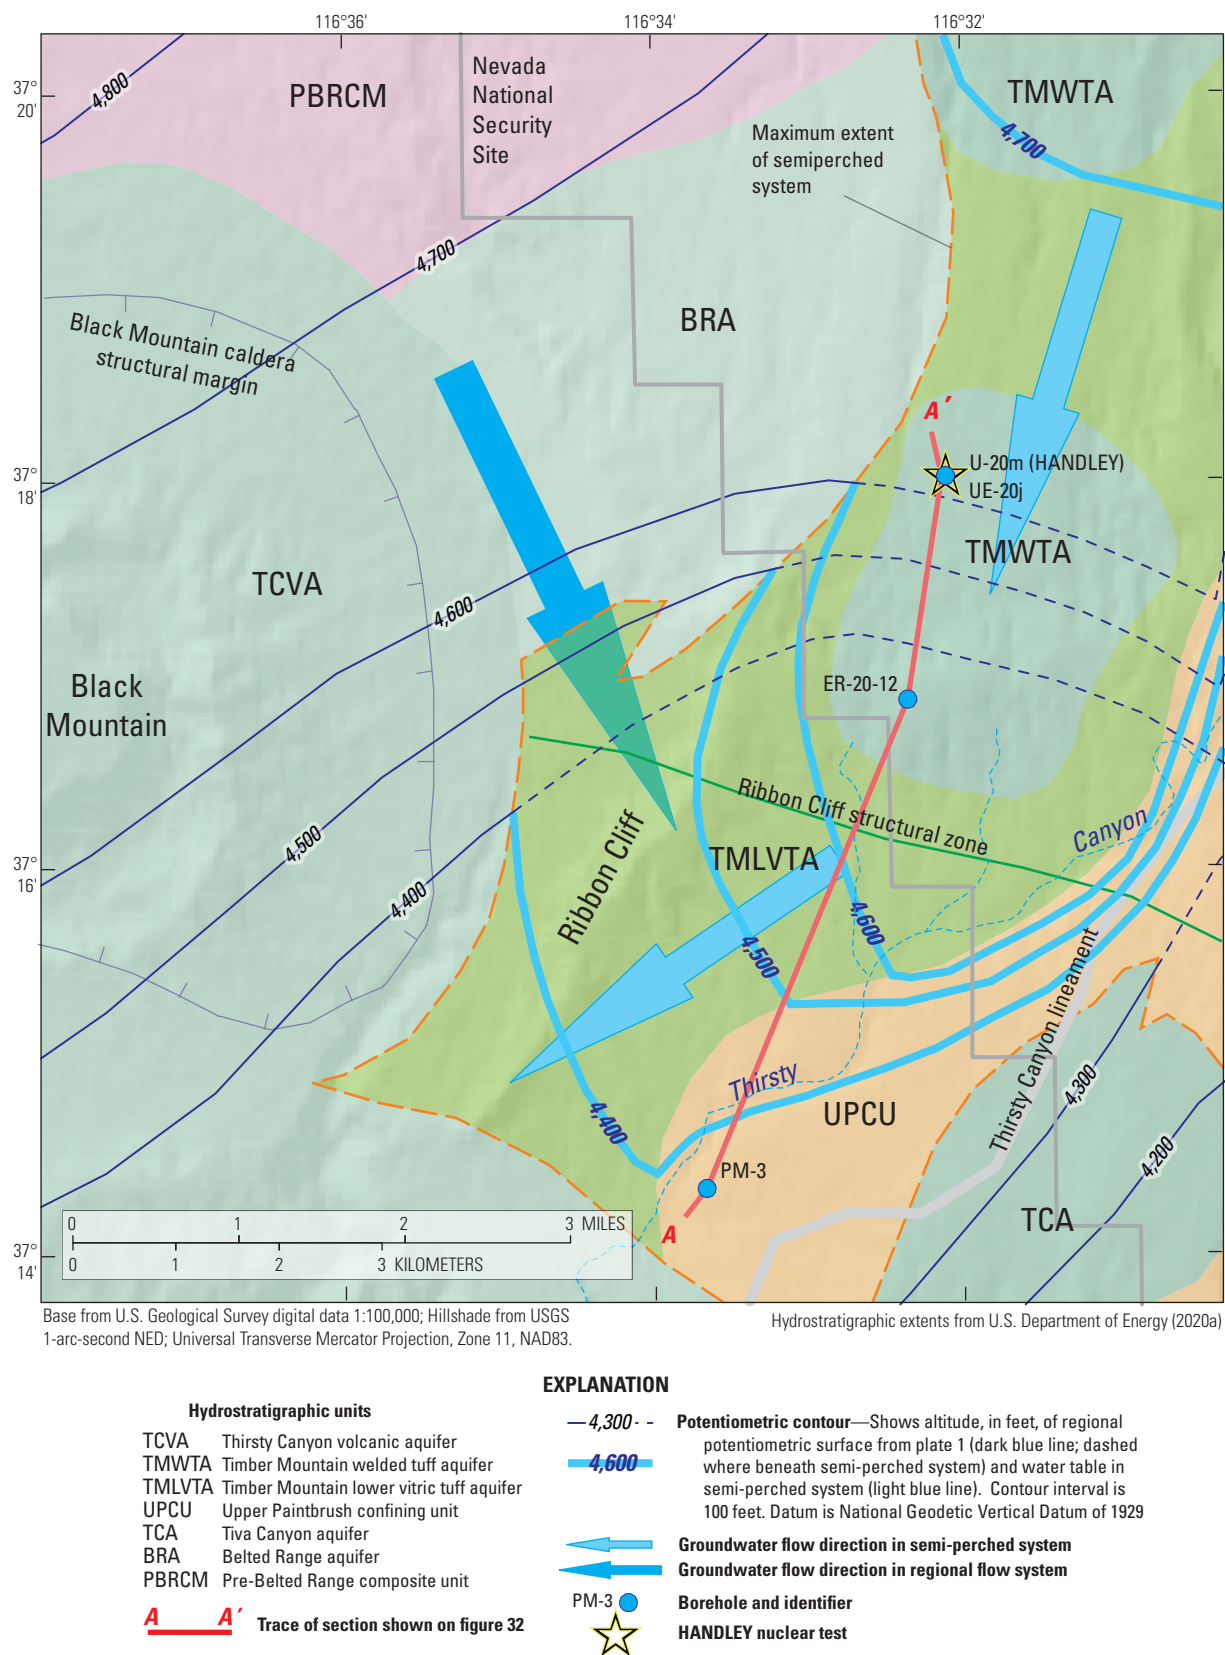 116°36'
116°34'
116°32'
37°
20'
4,800
PBRCM
Nevada
National
Security
Site
TMWTA
4,700
Maximum extent
of semiperched
system
4,700
BRA
Black Mountain caldera
structural margin
A′
37°
18'
U-20m (HANDLEY)
UE-20j
TMWTA
TCVA
4,600
ER-20-12
Black
Mountain
Ribbon Cliff structural zone
Canyon
4,500
Ribbon Cliff
TMLVTA
37°
16'
4,400
4,600
4,500
Thirsty Canyon lineament
Thirsty
4,300
4,400
UPCU
4,200
PM-3
TCA
A
37°
14'
0 1 2 3 MILES
0 1 2 3 KILOMETERS
Base from U.S. Geological Survey digital data 1:100,000; Hillshade from USGS
1-arc-second NED; Universal Transverse Mercator Projection, Zone 11, NAD83.
Hydrostratigraphic extents from U.S. Department of Energy (2020a)
EXPLANATION
Hydrostratigraphic units
TCVA Thirsty Canyon volcanic aquifer
TMWTA Timber Mountain welded tuff aquifer
TMLVTA Timber Mountain lower vitric tuff aquifer
UPCU Upper Paintbrush confining unit
TCA Tiva Canyon aquifer
BRA Belted Range aquifer
PBRCM Pre-Belted Range composite unit
A A′ Trace of section shown on figure 32
4,300 Potentiometric contour—Shows altitude, in feet, of regional
potentiometric surface from plate 1 (dark blue line; dashed
4,600 where beneath semi-perched system) and water table in
semi-perched system (light blue line). Contour interval is
100 feet. Datum is National Geodetic Vertical Datum of 1929
Groundwater flow direction in semi-perched system
Groundwater flow direction in regional flow system
PM-3 Borehole and identifier
HANDLEY nuclear test